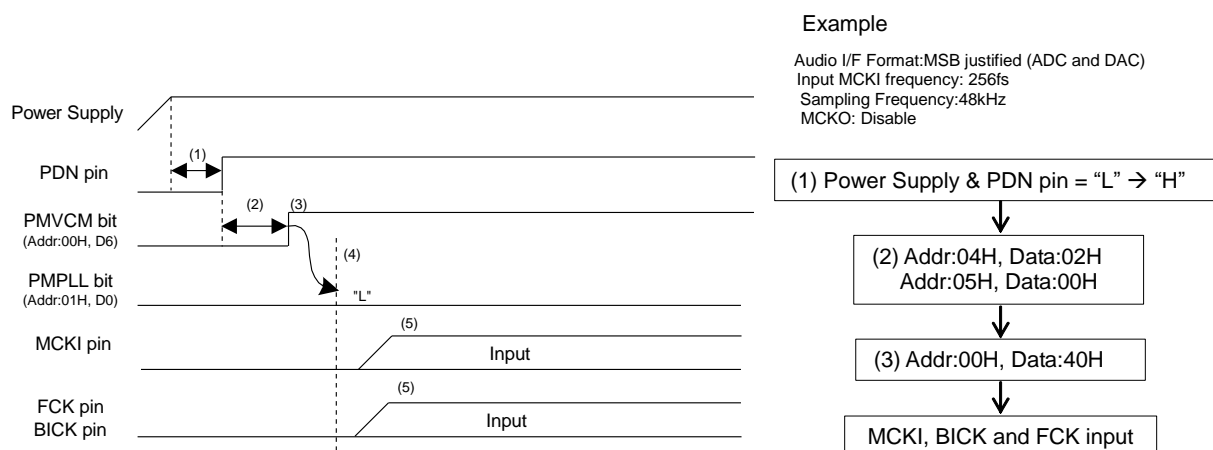 Example
Audio I/F Format:MSB justified (ADC and DAC)
Input MCKI frequency: 256fs
Sampling Frequency:48kHz
MCKO: Disable
Power Supply
(1)
PDN pin
(2)
(3)
PMVCM bit
(Addr:00H, D6)
(4)
PMPLL bit
(Addr:01H, D0)
"L"
(5)
MCKI pin
Input
(5)
FCK pin
BICK pin
Input
(1) Power Supply & PDN pin = “L” → “H”
(2) Addr:04H, Data:02H
Addr:05H, Data:00H
(3) Addr:00H, Data:40H
MCKI, BICK and FCK input